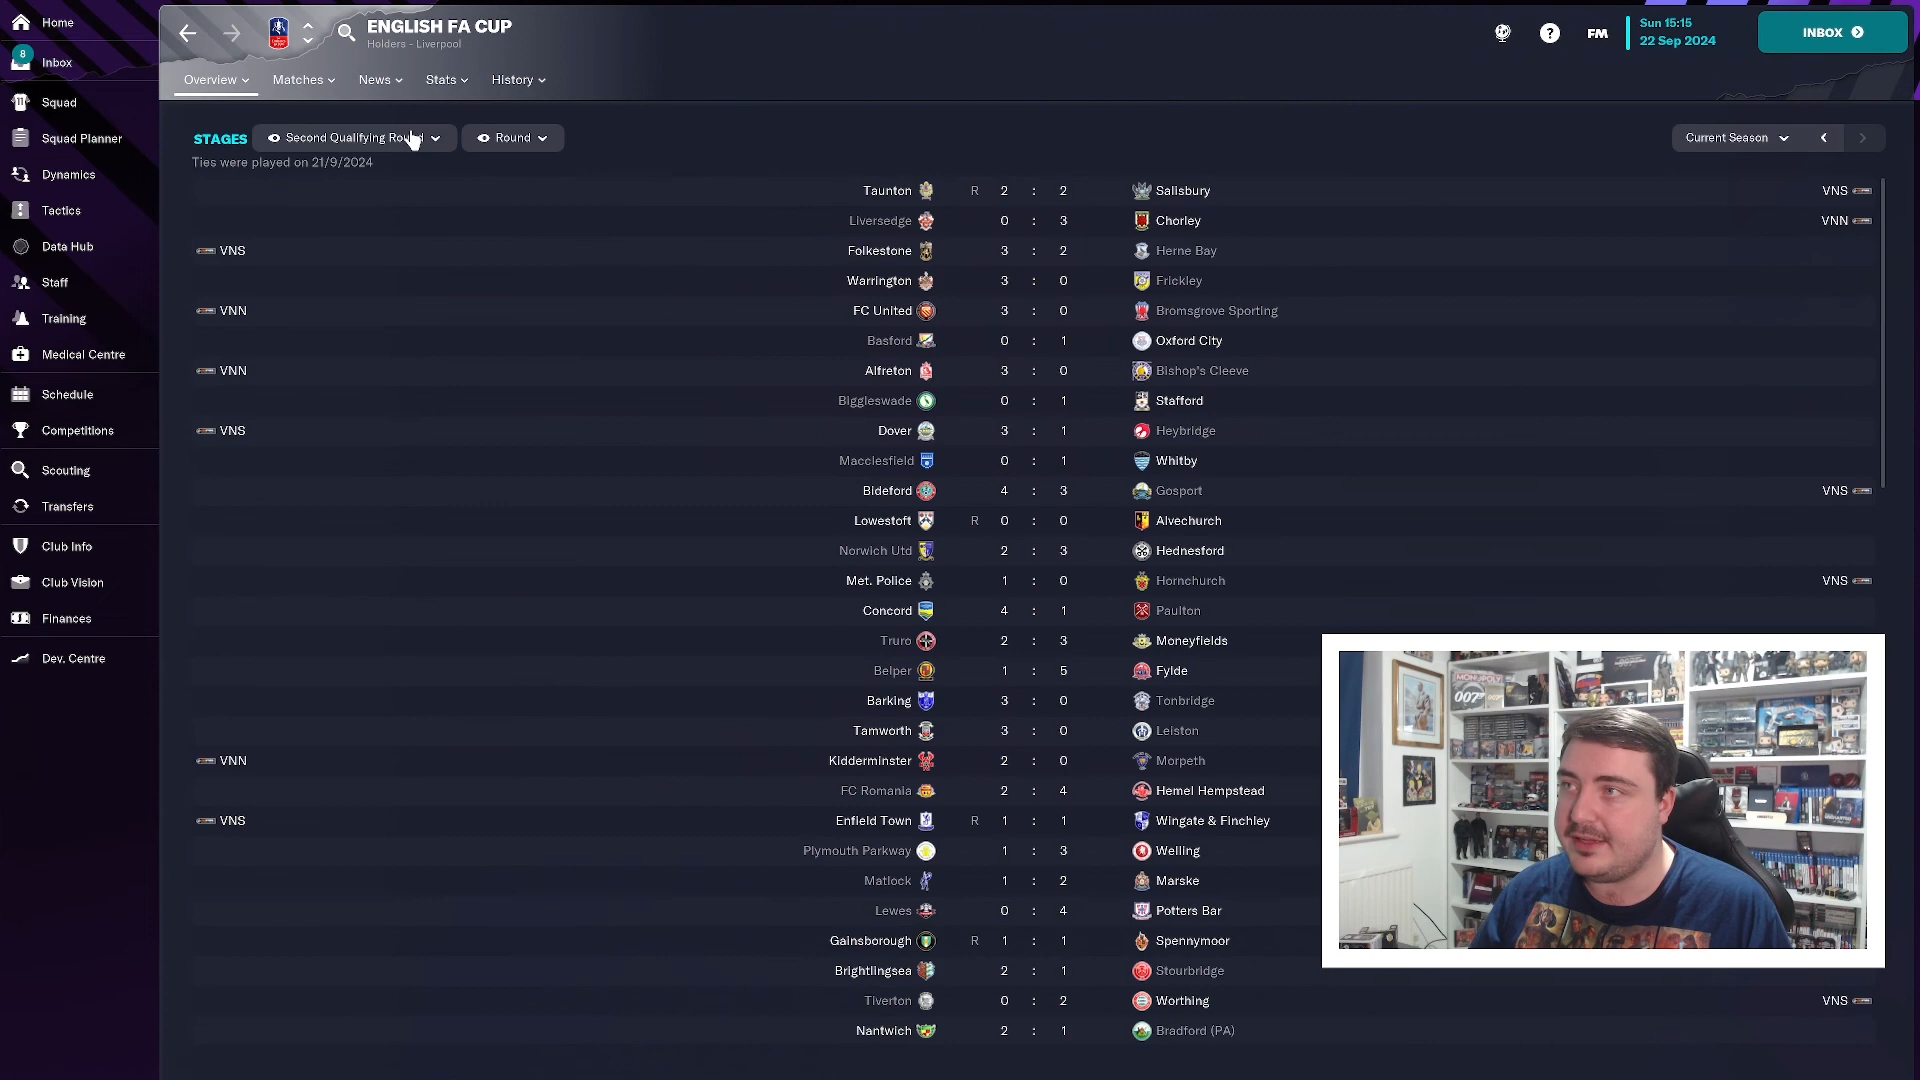 Home
Inbox
8
Squad
Squad Planner
Dynamics
Tactics
Data Hub
Staff
Training
Medical Centre
Schedule
Competitions
Scouting
Transfers
Club Info
Club Vision
Finances
Dev. Centre
ENGLISH FA CUP
Holders - Liverpool
FM
Sun 15:15
22 Sep 2024
INBOX
Overview Matches News Stats History
STAGES Second Qualifying Round Round Current Season
Ties were played on 21/9/2024
Taunton R 2 : 2 Salisbury VNS
Liversedge 0 : 3 Chorley VNN
VNS Folkestone 3 : 2 Herne Bay
Warrington 3 : 0 Frickley
VNN FC United 3 : 0 Bromsgrove Sporting
Basford 0 : 1 Oxford City
VNN Alfreton 3 : 0 Bishop's Cleeve
Biggleswade 0 : 1 Stafford
VNS Dover 3 : 1 Heybridge
Macclesfield 0 : 1 Whitby
Bideford 4 : 3 Gosport VNS
Lowestoft R 0 : 0 Alvechurch
Norwich Utd 2 : 3 Hednesford
Met. Police 1 : 0 Hornchurch VNS
Concord 4 : 1 Paulton
Truro 2 : 3 Moneyfields
Belper 1 : 5 Fylde
Barking 3 : 0 Tonbridge
Tamworth 3 : 0 Leiston
VNN Kidderminster 2 : 0 Morpeth
FC Romania 2 : 4 Hemel Hempstead
VNS Enfield Town R 1 : 1 Wingate & Finchley
Plymouth Parkway 1 : 3 Welling
Matlock 1 : 2 Marske
Lewes 0 : 4 Potters Bar
Gainsborough R 1 : 1 Spennymoor
Brightlingsea 2 : 1 Stourbridge
Tiverton 0 : 2 Worthing VNS
Nantwich 2 : 1 Bradford (PA)
MONOPOLY
007